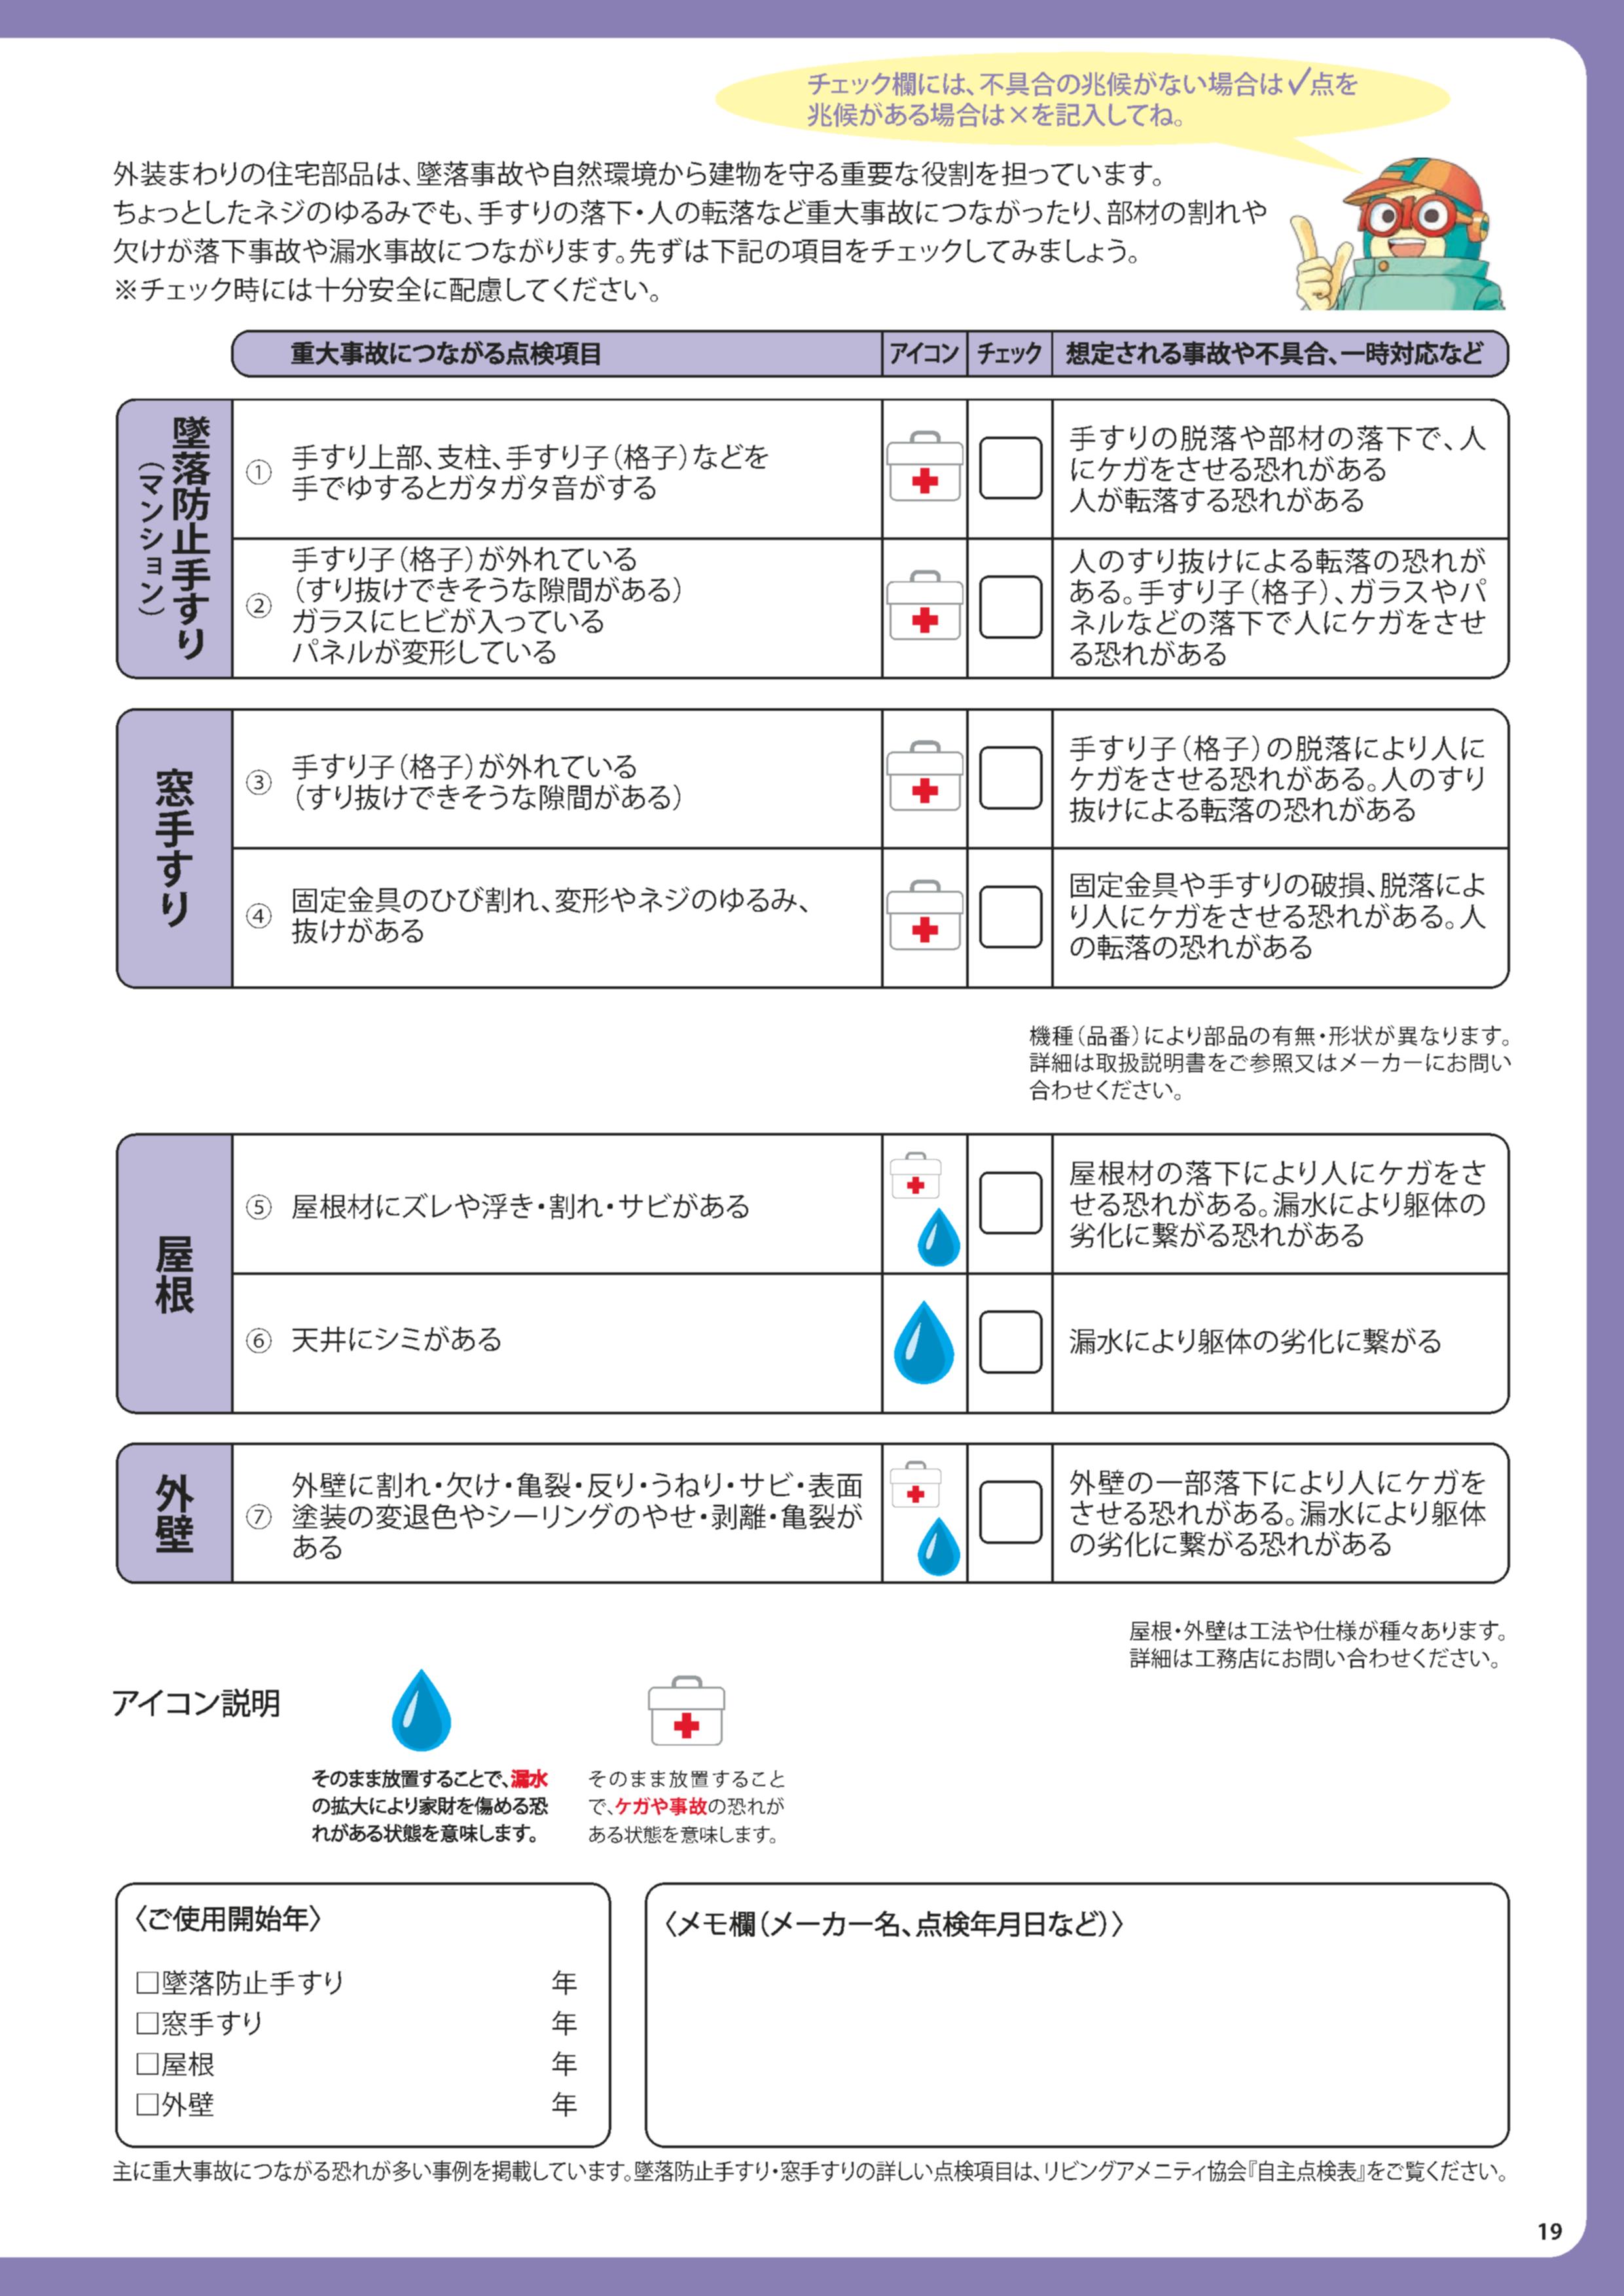 チェック欄には、不具合の兆候がない場合は✓点を
兆候がある場合は×を記入してね。
外装まわりの住宅部品は、墜落事故や自然環境から建物を守る重要な役割を担っています。
ちょっとしたネジのゆるみでも、手すりの落下・人の転落など重大事故につながったり、部材の割れや
欠けが落下事故や漏水事故につながります。先ずは下記の項目をチェックしてみましょう。
※チェック時には十分安全に配慮してください。
重大事故につながる点検項目
アイコン
チェック
想定される事故や不具合、一時対応など
墜落防止手すり
（マンション）
①
手すり上部、支柱、手すり子（格子）などを
手でゆするとガタガタ音がする
手すりの脱落や部材の落下で、人
にケガをさせる恐れがある
人が転落する恐れがある
②
手すり子（格子）が外れている
（すり抜けできそうな隙間がある）
ガラスにヒビが入っている
パネルが変形している
人のすり抜けによる転落の恐れが
ある。手すり子（格子）、ガラスやパ
ネルなどの落下で人にケガをさせ
る恐れがある
窓手すり
③
手すり子（格子）が外れている
（すり抜けできそうな隙間がある）
手すり子（格子）の脱落により人に
ケガをさせる恐れがある。人のすり
抜けによる転落の恐れがある
④
固定金具のひび割れ、変形やネジのゆるみ、
抜けがある
固定金具や手すりの破損、脱落によ
り人にケガをさせる恐れがある。人
の転落の恐れがある
機種（品番）により部品の有無・形状が異なります。
詳細は取扱説明書をご参照又はメーカーにお問い
合わせください。
屋根
⑤ 屋根材にズレや浮き・割れ・サビがある
屋根材の落下により人にケガをさ
せる恐れがある。漏水により躯体の
劣化に繋がる恐れがある
⑥ 天井にシミがある
漏水により躯体の劣化に繋がる
外壁
⑦
外壁に割れ・欠け・亀裂・反り・うねり・サビ・表面
塗装の変退色やシーリングのやせ・剥離・亀裂が
ある
外壁の一部落下により人にケガを
させる恐れがある。漏水により躯体
の劣化に繋がる恐れがある
屋根・外壁は工法や仕様が種々あります。
詳細は工務店にお問い合わせください。
アイコン説明
そのまま放置することで、漏水
の拡大により家財を傷める恐
れがある状態を意味します。
そのまま放置すること
で、ケガや事故の恐れが
ある状態を意味します。
〈ご使用開始年〉
□墜落防止手すり 年
□窓手すり 年
□屋根 年
□外壁 年
〈メモ欄（メーカー名、点検年月日など）〉
主に重大事故につながる恐れが多い事例を掲載しています。墜落防止手すり・窓手すりの詳しい点検項目は、リビングアメニティ協会『自主点検表』をご覧ください。
19